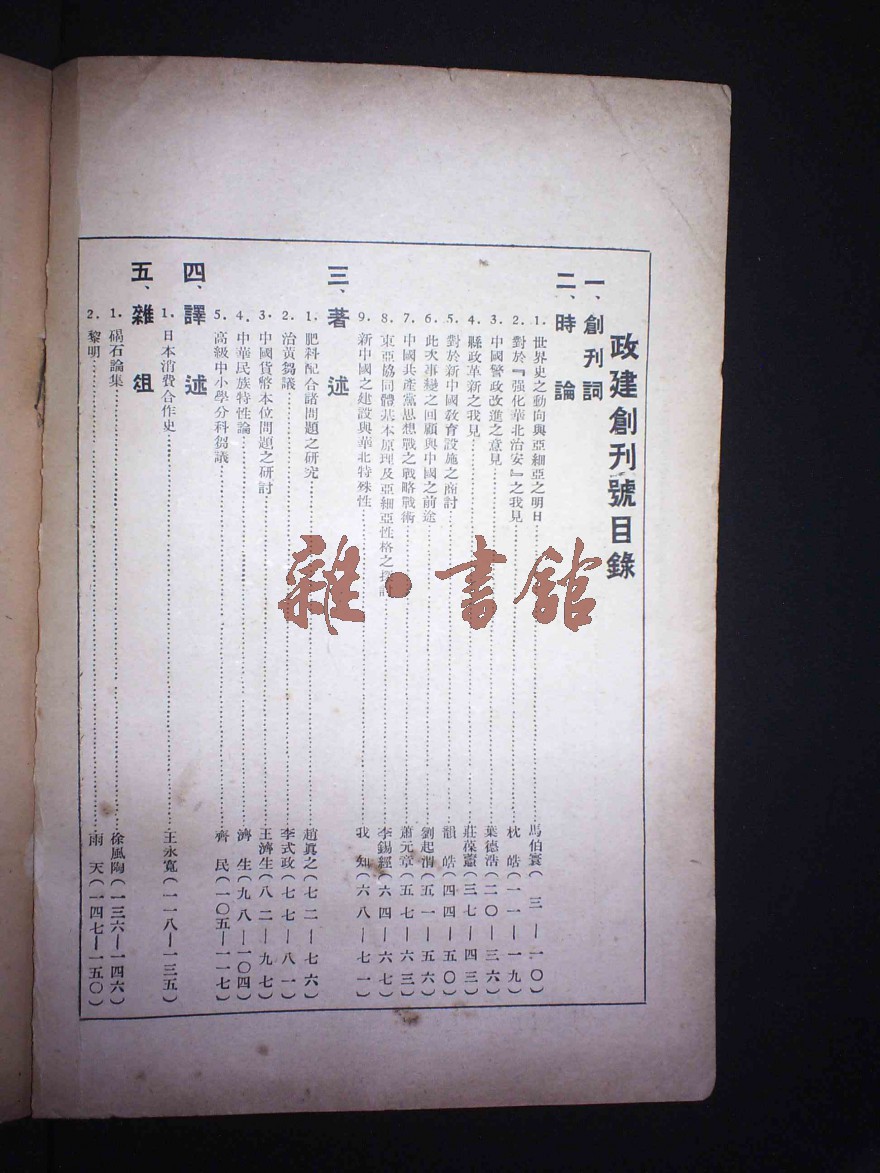 政建創刊號目錄
一、創刊詞
二、時論
1. 世界史之動向與亞細亞之明日……馬伯寰(三—一〇)
2. 對於『强化華北治安』之我見……枕皓(一一—一九)
3. 中國警政改進之意見……葉德浩(二〇—三六)
4. 縣政革新之我見……莊葆憲(三七—四三)
5. 對於新中國敎育設施之商討……韻皓(四四—五〇)
6. 此次事變之回顧與中國之前途……劉起渭(五一—五六)
7. 中國共產黨思想戰之戰略戰術……蕭元章(五七—六三)
8. 東亞協同體基本原理及亞細亞性格之探討……李錫經(六四—六七)
9. 新中國之建設與華北特殊性……我知(六八—七一)
三、著述
1. 肥料配合諸問題之研究……趙眞之(七二—七六)
2. 治黃芻議……李式政(七七—八一)
3. 中國貨幣本位問題之研討……王濟生(八二—九七)
4. 中華民族特性論……濟生(九八—一〇四)
5. 高級中小學分科芻議……齊民(一〇五—一一七)
四、譯述
1. 日本消費合作史……王永寬(一一八—一三五)
五、雜俎
1. 碣石論集……徐風陶(一三六—一四六)
2. 黎明……雨天(一四七—一五〇)
雜·書館